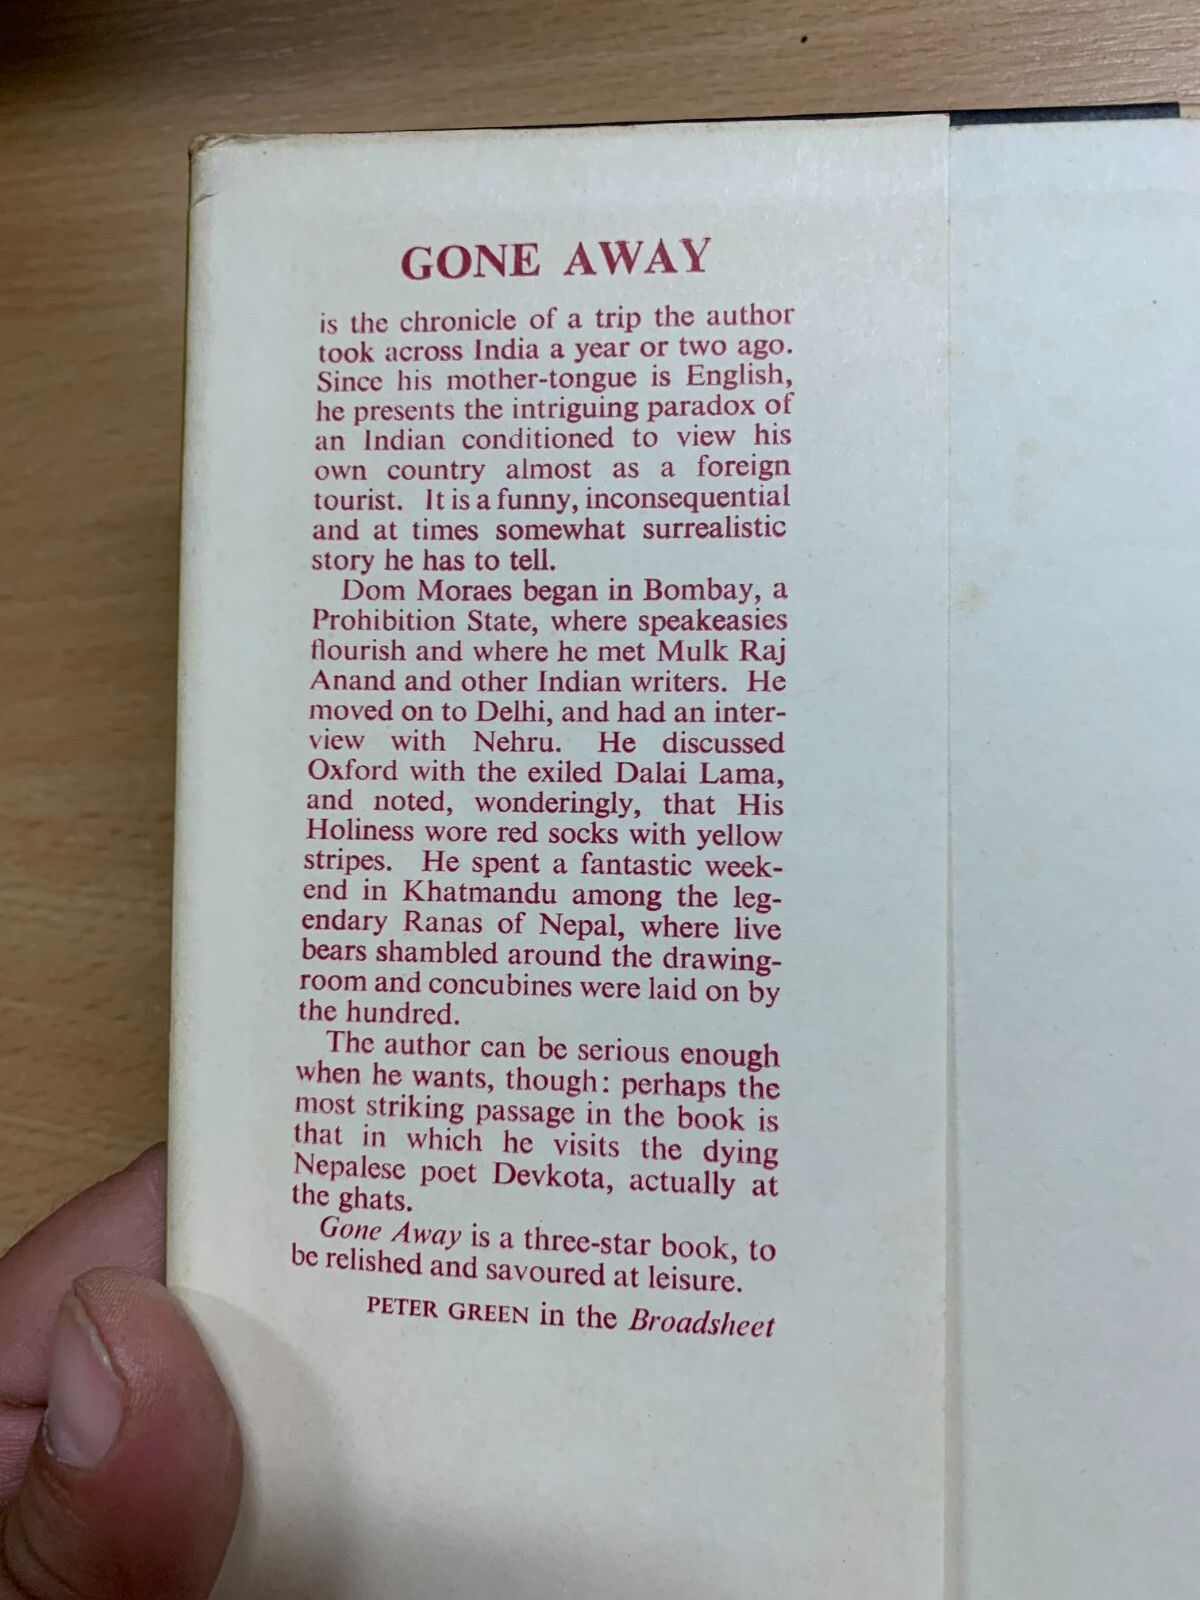 GONE AWAY
is the chronicle of a trip the author
took across India a year or two ago.
Since his mother-tongue is English,
he presents the intriguing paradox of
an Indian conditioned to view his
own country almost as a foreign
tourist. It is a funny, inconsequential
and at times somewhat surrealistic
story he has to tell.
Dom Moraes began in Bombay, a
Prohibition State, where speakeasies
flourish and where he met Mulk Raj
Anand and other Indian writers. He
moved on to Delhi, and had an inter-
view with Nehru. He discussed
Oxford with the exiled Dalai Lama,
and noted, wonderingly, that His
Holiness wore red socks with yellow
stripes. He spent a fantastic week-
end in Khatmandu among the leg-
endary Ranas of Nepal, where live
bears shambled around the drawing-
room and concubines were laid on by
the hundred.
The author can be serious enough
when he wants, though: perhaps the
most striking passage in the book is
that in which he visits the dying
Nepalese poet Devkota, actually at
the ghats.
Gone Away is a three-star book, to
be relished and savoured at leisure.
PETER GREEN in the Broadsheet